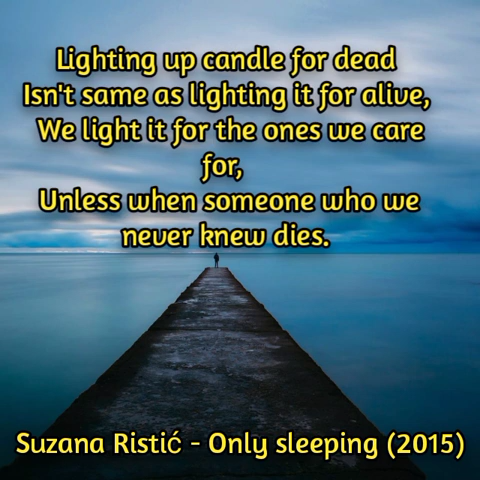 Lighting up candle for dead
Isn't same as lighting it for alive,
We light it for the ones we care
for,
Unless when someone who we
never knew dies.
Suzana Ristić - Only sleeping (2015)